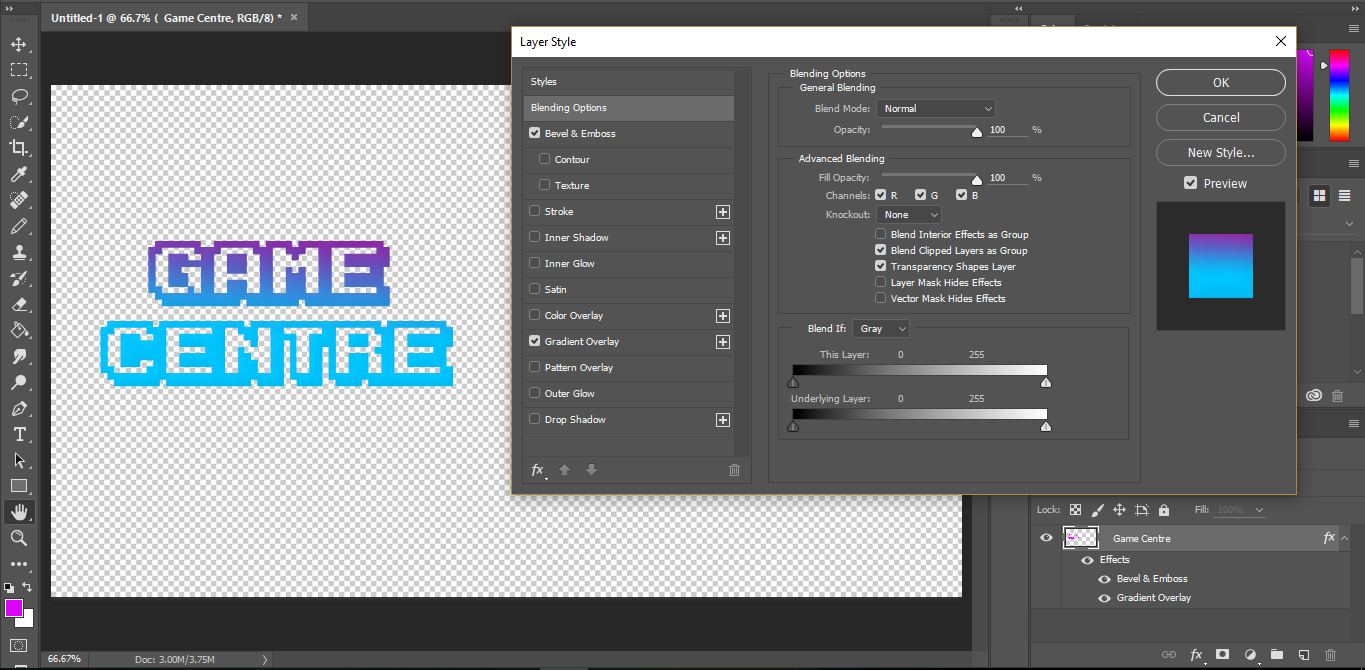 Untitled-1 @ 66.7% ( Game Centre, RGB/8) * ×
Layer Style
Styles
Blending Options
Bevel & Emboss
Contour
Texture
Stroke
Inner Shadow
Inner Glow
Satin
Color Overlay
Gradient Overlay
Pattern Overlay
Outer Glow
Drop Shadow
fx
Blending Options
General Blending
Blend Mode: Normal
Opacity: 100 %
Advanced Blending
Fill Opacity: 100 %
Channels: R G B
Knockout: None
Blend Interior Effects as Group
Blend Clipped Layers as Group
Transparency Shapes Layer
Layer Mask Hides Effects
Vector Mask Hides Effects
Blend If: Gray
This Layer: 0 255
Underlying Layer: 0 255
OK
Cancel
New Style...
Preview
GAME
CENTRE
Lock: Fill: 100%
Game Centre fx
Effects
Bevel & Emboss
Gradient Overlay
fx
66.67% Doc: 3.00M/3.75M